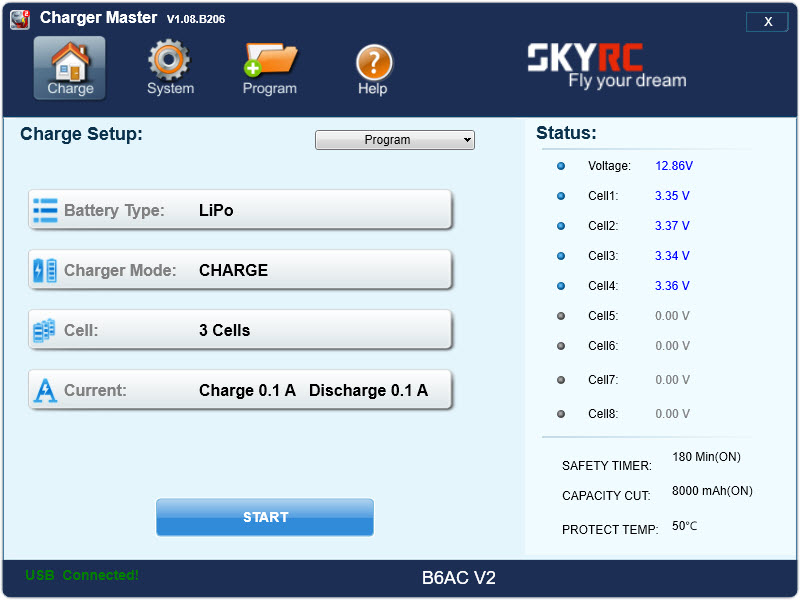 Charger Master V1.08.B206
X
Charge System Program Help
SKYRC
Fly your dream
Charge Setup:
Program
Battery Type: LiPo
Charger Mode: CHARGE
Cell: 3 Cells
Current: Charge 0.1 A Discharge 0.1 A
START
Status:
Voltage: 12.86V
Cell1: 3.35 V
Cell2: 3.37 V
Cell3: 3.34 V
Cell4: 3.36 V
Cell5: 0.00 V
Cell6: 0.00 V
Cell7: 0.00 V
Cell8: 0.00 V
SAFETY TIMER: 180 Min(ON)
CAPACITY CUT: 8000 mAh(ON)
PROTECT TEMP: 50°C
USB Connected!
B6AC V2